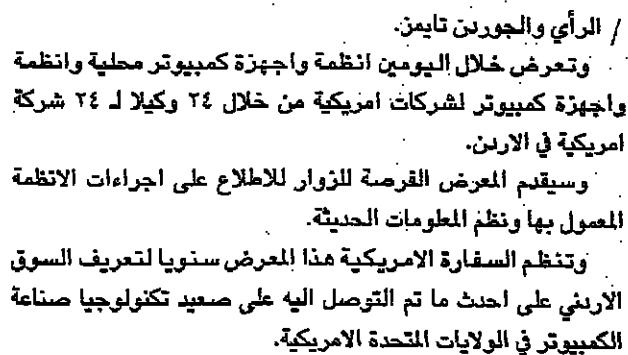 / الرأي والجوردن تايمز.
وتعرض خلال اليومين انظمة واجهزة كمبيوتر محلية وانظمة
واجهزة كمبيوتر لشركات امريكية من خلال ٢٤ وكيلا لـ ٢٤ شركة
امريكية في الاردن.
وسيقدم المعرض الفرصة للزوار للاطلاع على اجراءات الانظمة
المعمول بها ونظم المعلومات الحديثة.
وتنظم السفارة الامريكية هذا المعرض سنويا لتعريف السوق
الاردني على احدث ما تم التوصل اليه على صعيد تكنولوجيا صناعة
الكمبيوتر في الولايات المتحدة الامريكية.